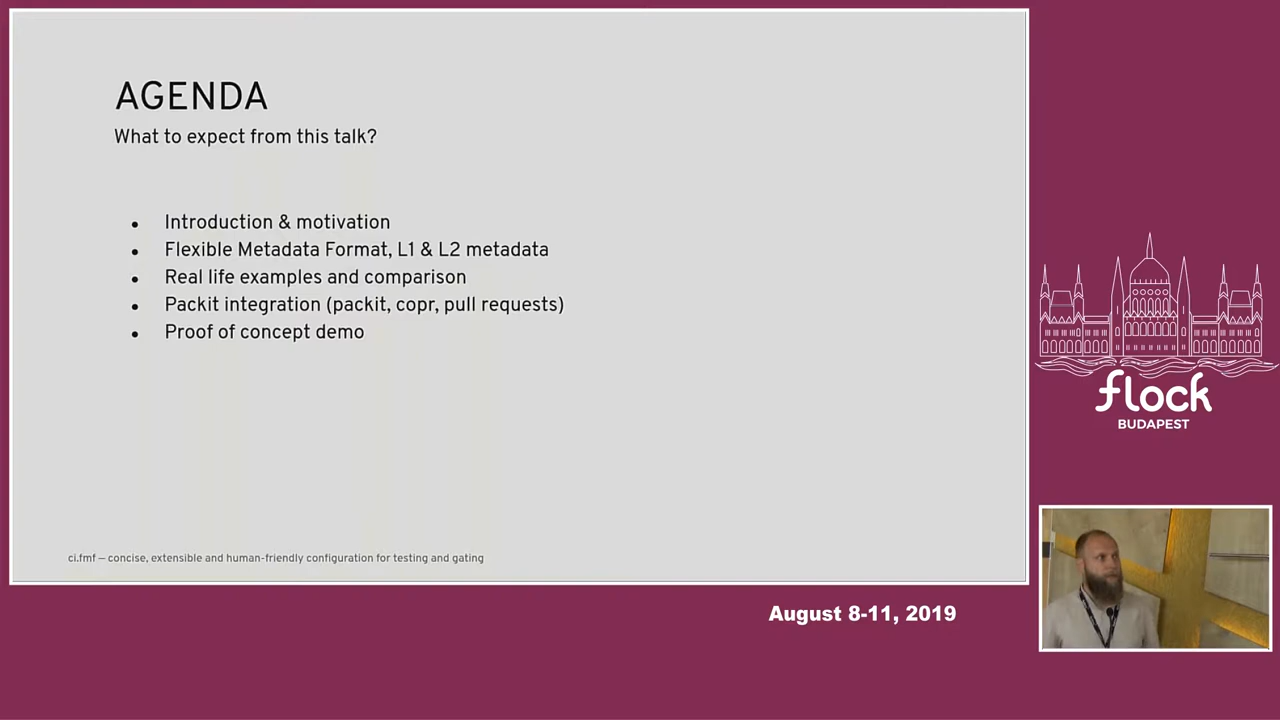 AGENDA
What to expect from this talk?
● Introduction & motivation
● Flexible Metadata Format, L1 & L2 metadata
● Real life examples and comparison
● Packit integration (packit, copr, pull requests)
● Proof of concept demo
ci.fmf – concise, extensible and human-friendly configuration for testing and gating
flock
BUDAPEST
August 8-11, 2019